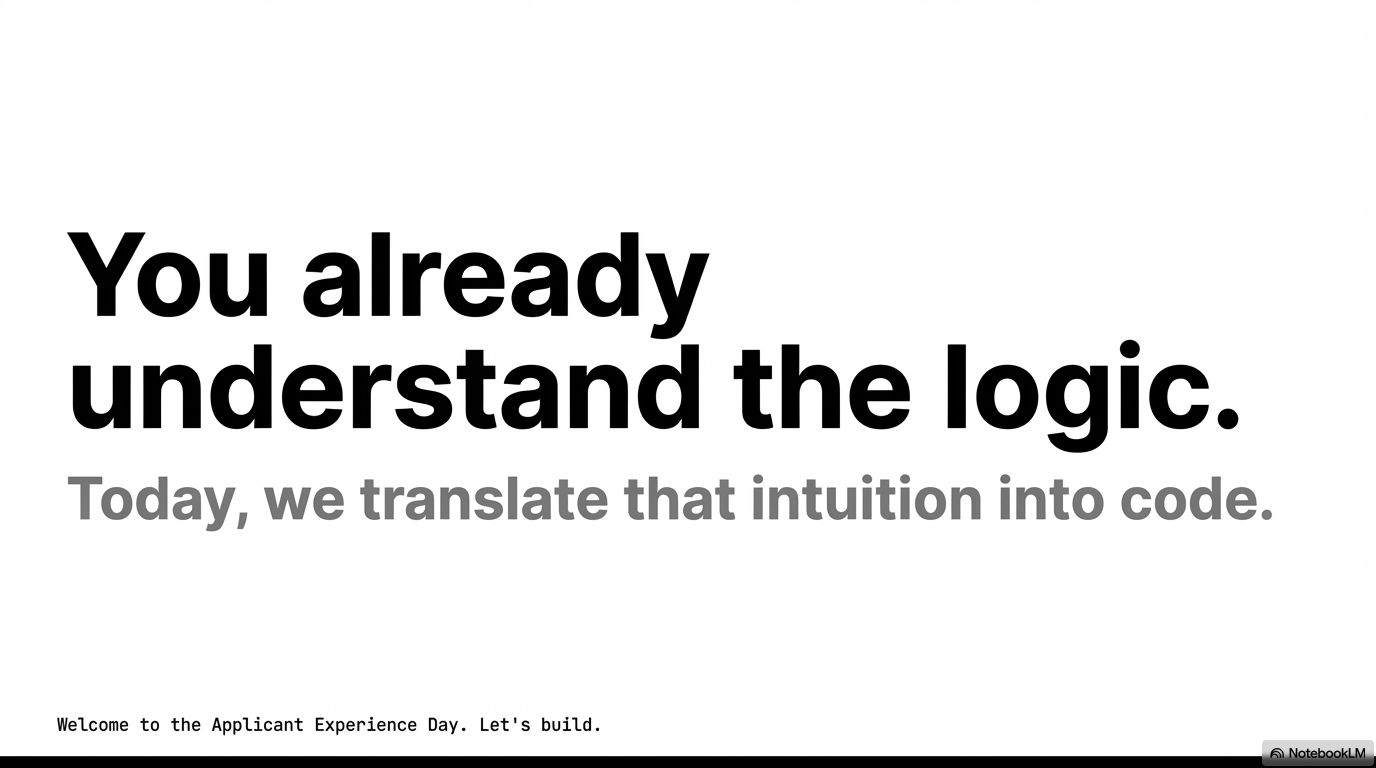 You already
understand the logic.
Today, we translate that intuition into code.
Welcome to the Applicant Experience Day. Let's build.
NotebookLM